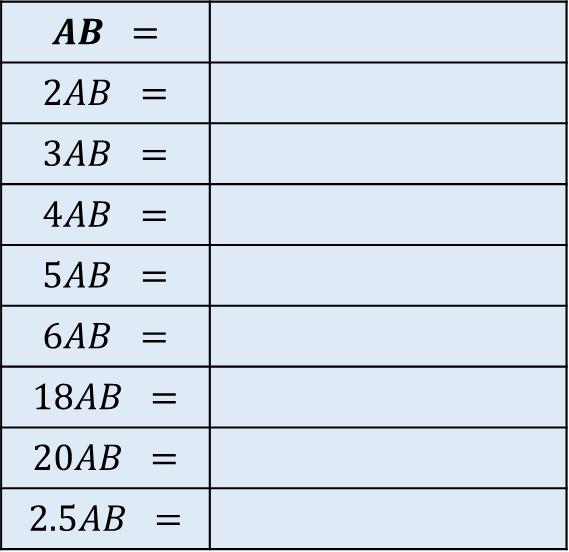 AB =
2AB =
3AB =
4AB =
5AB =
6AB =
18AB =
20AB =
2.5AB =